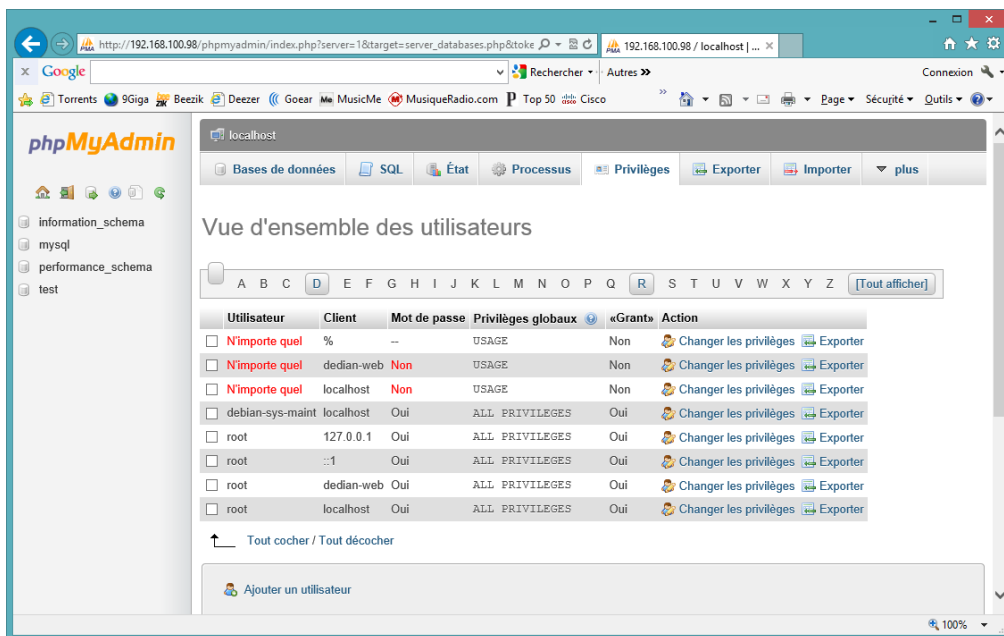 http://192.168.100.98/phpmyadmin/index.php?server=1&target=server_databases.php&toke
192.168.100.98 / localhost | ...
x Google Rechercher Autres >> Connexion
Torrents 9Giga Beezik Deezer Goear MusicMe MusiqueRadio.com Top 50 Cisco >> Page Sécurité Outils
phpMyAdmin
information_schema
mysql
performance_schema
test
localhost
Bases de données SQL État Processus Privilèges Exporter Importer plus
Vue d'ensemble des utilisateurs
A B C D E F G H I J K L M N O P Q R S T U V W X Y Z [Tout afficher]
Utilisateur Client Mot de passe Privilèges globaux «Grant» Action
N'importe quel % -- USAGE Non Changer les privilèges Exporter
N'importe quel dedian-web Non USAGE Non Changer les privilèges Exporter
N'importe quel localhost Non USAGE Non Changer les privilèges Exporter
debian-sys-maint localhost Oui ALL PRIVILEGES Oui Changer les privilèges Exporter
root 127.0.0.1 Oui ALL PRIVILEGES Oui Changer les privilèges Exporter
root ::1 Oui ALL PRIVILEGES Oui Changer les privilèges Exporter
root dedian-web Oui ALL PRIVILEGES Oui Changer les privilèges Exporter
root localhost Oui ALL PRIVILEGES Oui Changer les privilèges Exporter
Tout cocher / Tout décocher
Ajouter un utilisateur
100%